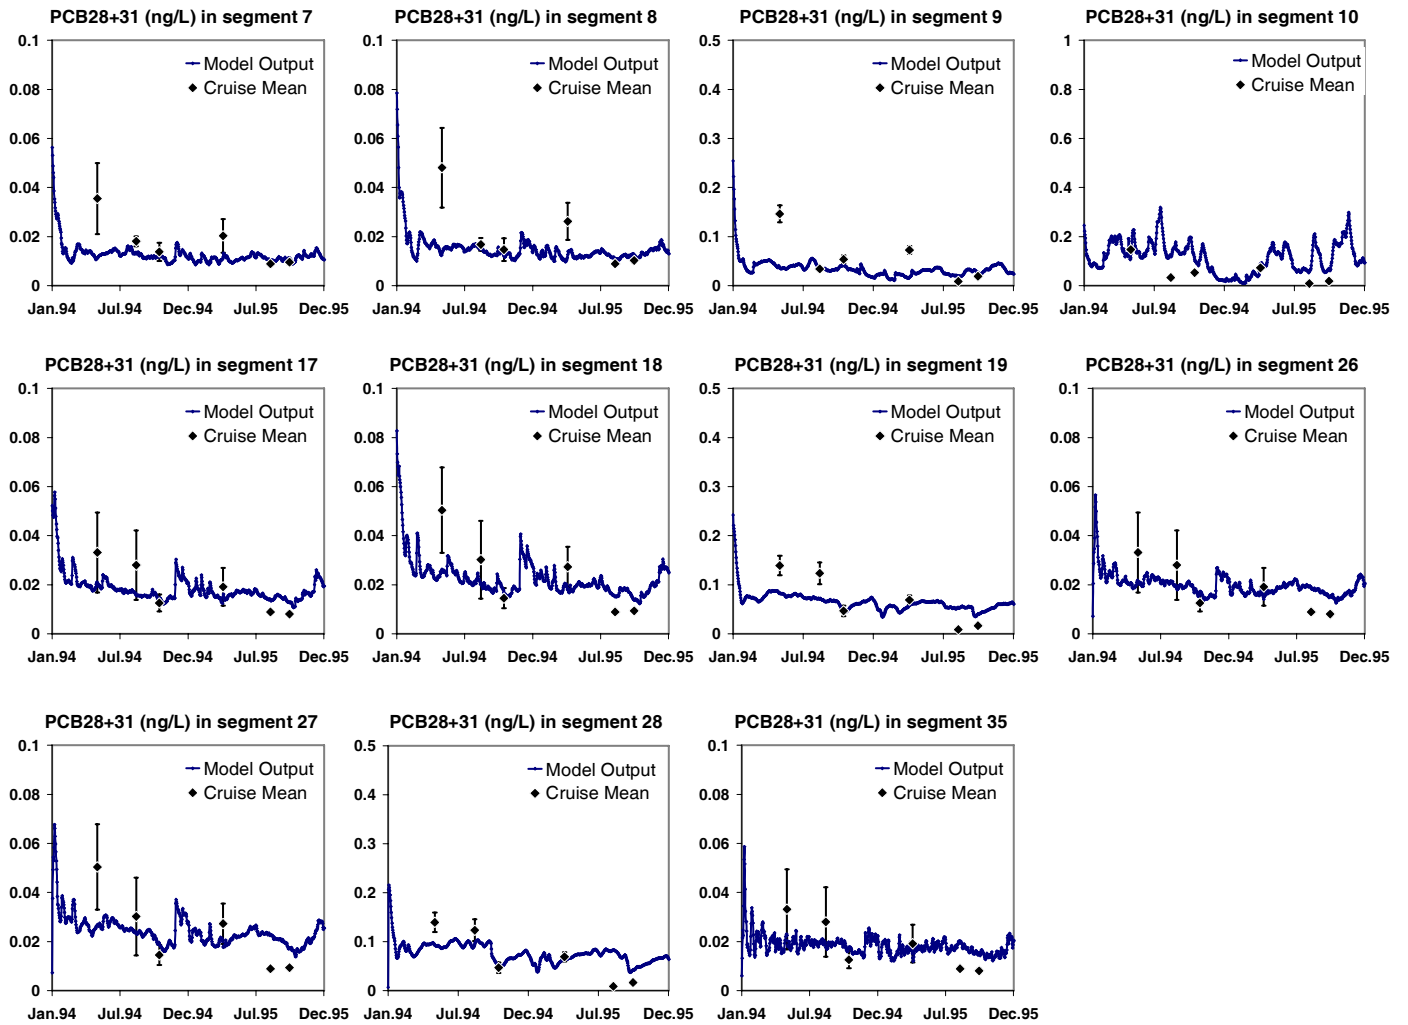 PCB28+31 (ng/L) in segment 7
0.1
0.08
0.06
0.04
0.02
0
Model Output
Cruise Mean
Jan.94 Jul.94 Dec.94 Jul.95 Dec.95
PCB28+31 (ng/L) in segment 8
0.1
0.08
0.06
0.04
0.02
0
Model Output
Cruise Mean
Jan.94 Jul.94 Dec.94 Jul.95 Dec.95
PCB28+31 (ng/L) in segment 9
0.5
0.4
0.3
0.2
0.1
0
Model Output
Cruise Mean
Jan.94 Jul.94 Dec.94 Jul.95 Dec.95
PCB28+31 (ng/L) in segment 10
1
0.8
0.6
0.4
0.2
0
Model Output
Cruise Mean
Jan.94 Jul.94 Dec.94 Jul.95 Dec.95
PCB28+31 (ng/L) in segment 17
0.1
0.08
0.06
0.04
0.02
0
Model Output
Cruise Mean
Jan.94 Jul.94 Dec.94 Jul.95 Dec.95
PCB28+31 (ng/L) in segment 18
0.1
0.08
0.06
0.04
0.02
0
Model Output
Cruise Mean
Jan.94 Jul.94 Dec.94 Jul.95 Dec.95
PCB28+31 (ng/L) in segment 19
0.5
0.4
0.3
0.2
0.1
0
Model Output
Cruise Mean
Jan.94 Jul.94 Dec.94 Jul.95 Dec.95
PCB28+31 (ng/L) in segment 26
0.1
0.08
0.06
0.04
0.02
0
Model Output
Cruise Mean
Jan.94 Jul.94 Dec.94 Jul.95 Dec.95
PCB28+31 (ng/L) in segment 27
0.1
0.08
0.06
0.04
0.02
0
Model Output
Cruise Mean
Jan.94 Jul.94 Dec.94 Jul.95 Dec.95
PCB28+31 (ng/L) in segment 28
0.5
0.4
0.3
0.2
0.1
0
Model Output
Cruise Mean
Jan.94 Jul.94 Dec.94 Jul.95 Dec.95
PCB28+31 (ng/L) in segment 35
0.1
0.08
0.06
0.04
0.02
0
Model Output
Cruise Mean
Jan.94 Jul.94 Dec.94 Jul.95 Dec.95